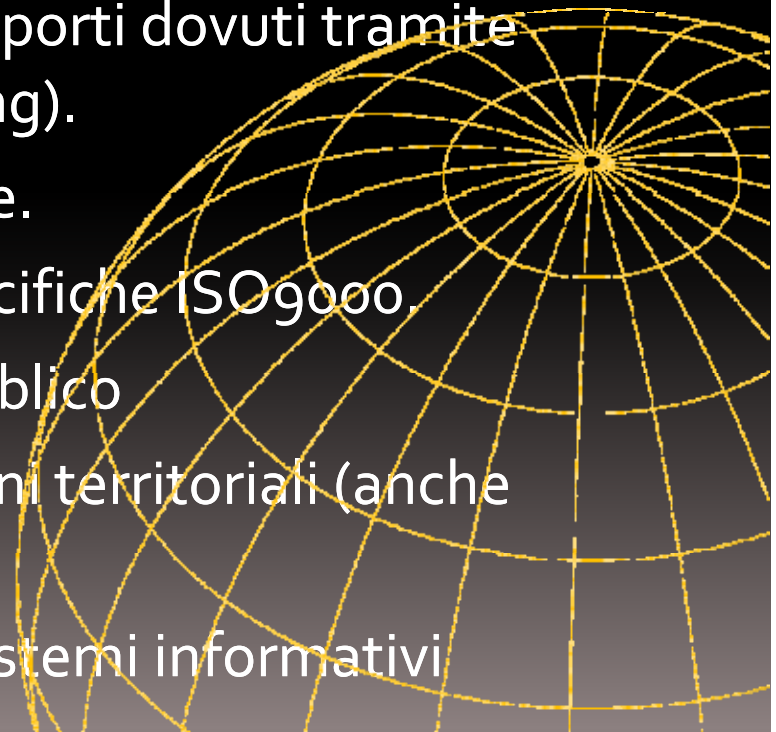 porti dovuti tramite
ng).
e.
cifiche ISO9000.
blico
ni territoriali (anche
stemi informativi